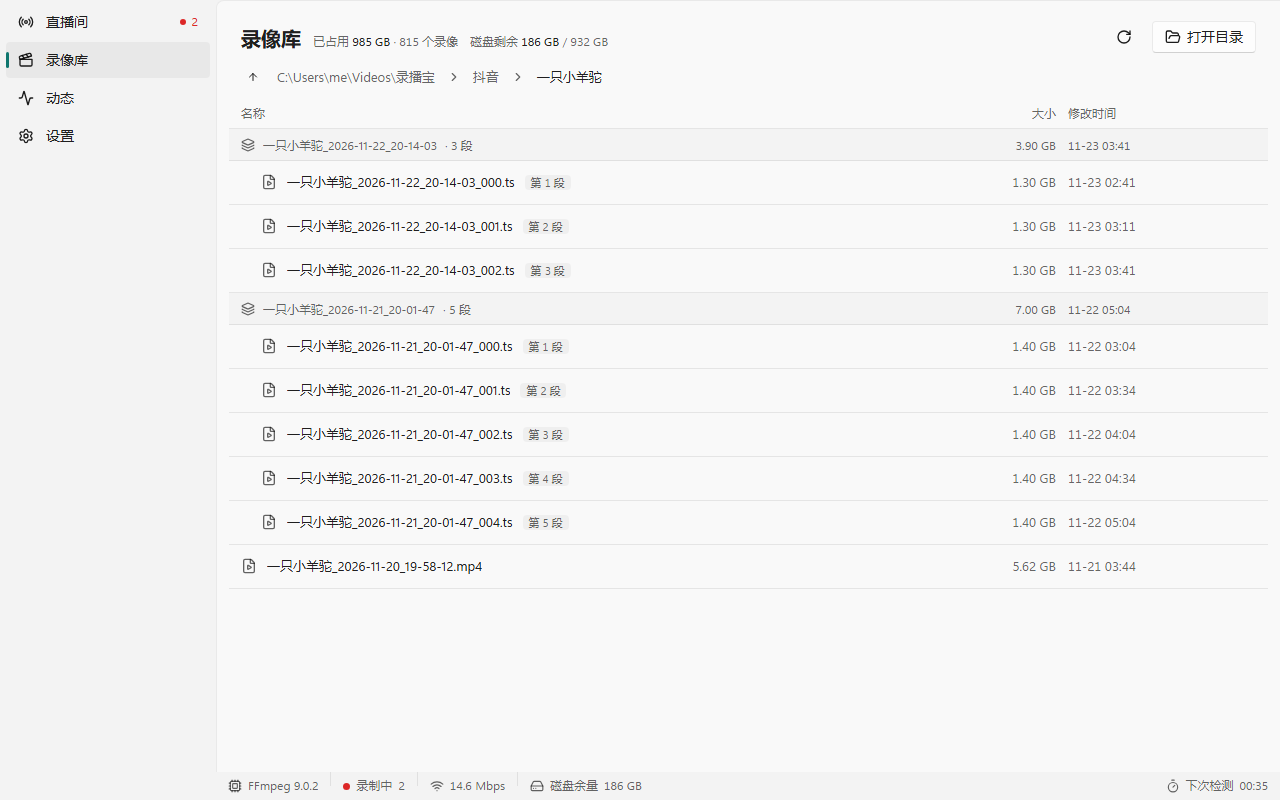 直播间 2
录像库
动态
设置
录像库 已占用 985 GB · 815 个录像 磁盘剩余 186 GB / 932 GB
打开目录
C:\Users\me\Videos\录播宝 > 抖音 > 一只小羊驼
名称 大小 修改时间
一只小羊驼_2026-11-22_20-14-03 · 3 段 3.90 GB 11-23 03:41
一只小羊驼_2026-11-22_20-14-03_000.ts 第 1 段 1.30 GB 11-23 02:41
一只小羊驼_2026-11-22_20-14-03_001.ts 第 2 段 1.30 GB 11-23 03:11
一只小羊驼_2026-11-22_20-14-03_002.ts 第 3 段 1.30 GB 11-23 03:41
一只小羊驼_2026-11-21_20-01-47 · 5 段 7.00 GB 11-22 05:04
一只小羊驼_2026-11-21_20-01-47_000.ts 第 1 段 1.40 GB 11-22 03:04
一只小羊驼_2026-11-21_20-01-47_001.ts 第 2 段 1.40 GB 11-22 03:34
一只小羊驼_2026-11-21_20-01-47_002.ts 第 3 段 1.40 GB 11-22 04:04
一只小羊驼_2026-11-21_20-01-47_003.ts 第 4 段 1.40 GB 11-22 04:34
一只小羊驼_2026-11-21_20-01-47_004.ts 第 5 段 1.40 GB 11-22 05:04
一只小羊驼_2026-11-20_19-58-12.mp4 5.62 GB 11-21 03:44
FFmpeg 9.0.2 录制中 2 14.6 Mbps 磁盘余量 186 GB 下次检测 00:35